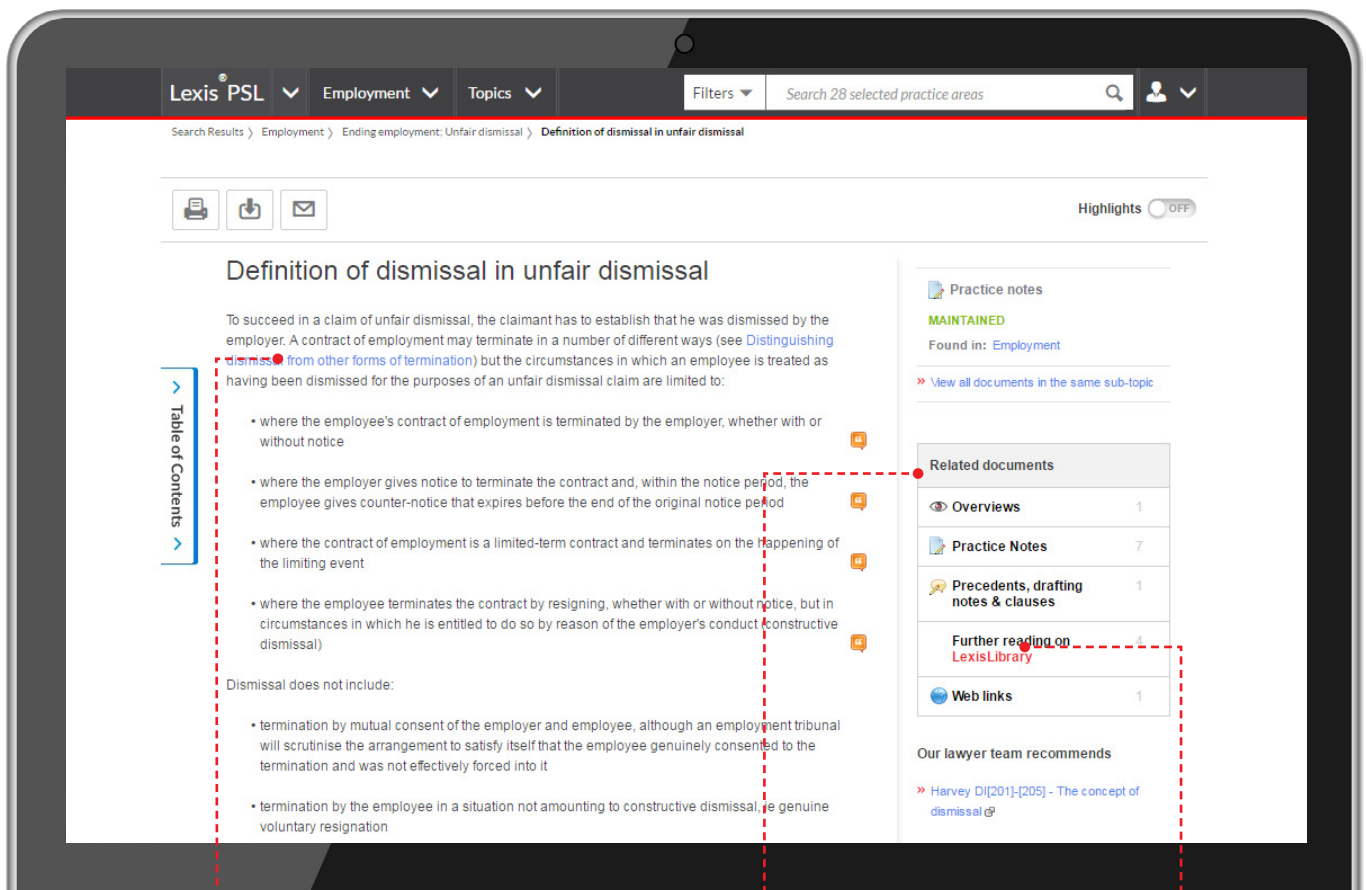 Lexis®PSL Employment Topics Filters Search 28 selected practice areas
Search Results 〉 Employment 〉 Ending employment; Unfair dismissal 〉 Definition of dismissal in unfair dismissal
Highlights OFF
Table of Contents
Definition of dismissal in unfair dismissal
To succeed in a claim of unfair dismissal, the claimant has to establish that he was dismissed by the
employer. A contract of employment may terminate in a number of different ways (see Distinguishing
dismissal from other forms of termination) but the circumstances in which an employee is treated as
having been dismissed for the purposes of an unfair dismissal claim are limited to:
• where the employee's contract of employment is terminated by the employer, whether with or
without notice
• where the employer gives notice to terminate the contract and, within the notice period, the
employee gives counter-notice that expires before the end of the original notice period
• where the contract of employment is a limited-term contract and terminates on the happening of
the limiting event
• where the employee terminates the contract by resigning, whether with or without notice, but in
circumstances in which he is entitled to do so by reason of the employer's conduct (constructive
dismissal)
Dismissal does not include:
• termination by mutual consent of the employer and employee, although an employment tribunal
will scrutinise the arrangement to satisfy itself that the employee genuinely consented to the
termination and was not effectively forced into it
• termination by the employee in a situation not amounting to constructive dismissal, ie genuine
voluntary resignation
Practice notes
MAINTAINED
Found in: Employment
» View all documents in the same sub-topic
Related documents
Overviews 1
Practice Notes 7
Precedents, drafting 1
notes & clauses
Further reading on 4
LexisLibrary
Web links 1
Our lawyer team recommends
» Harvey DI[201]-[205] - The concept of
dismissal